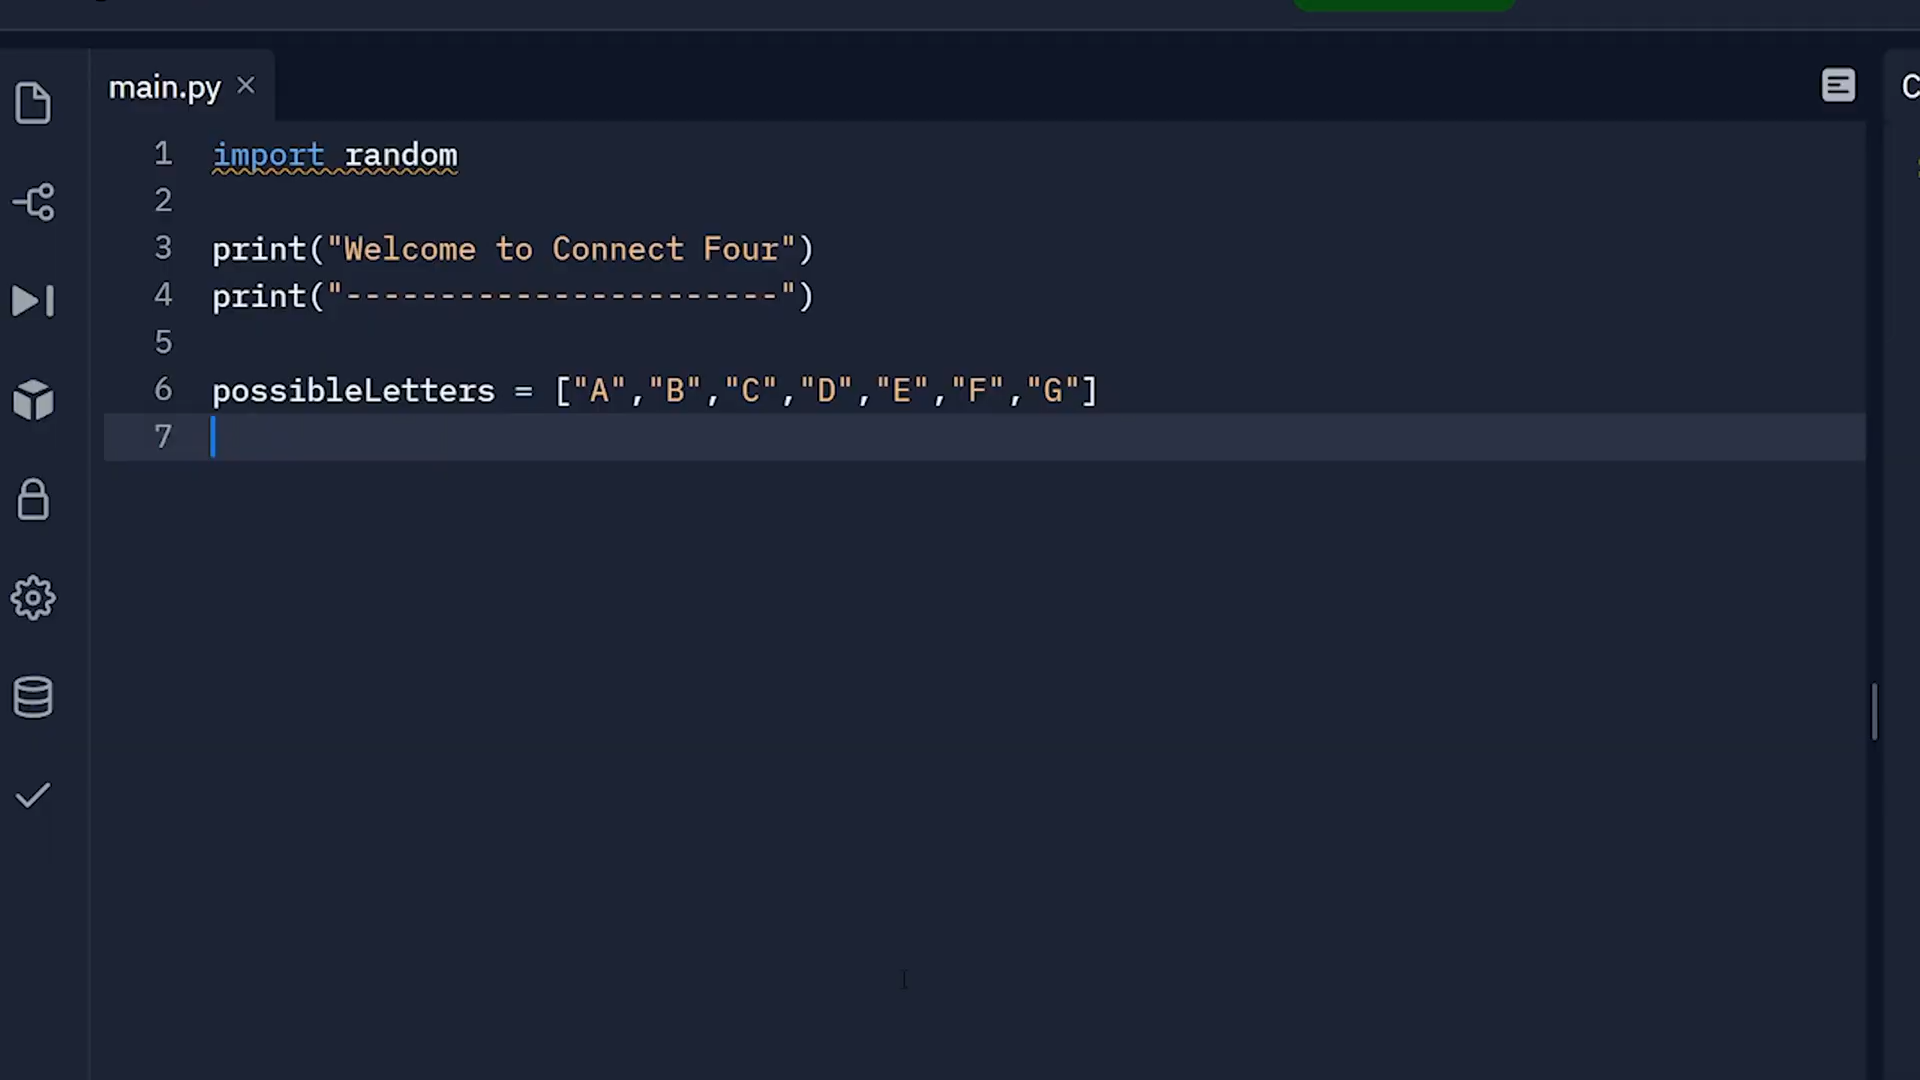 main.py
C
1 import random
2
3 print("Welcome to Connect Four")
4 print("-----------------------")
5
6 possibleLetters = ["A","B","C","D","E","F","G"]
7